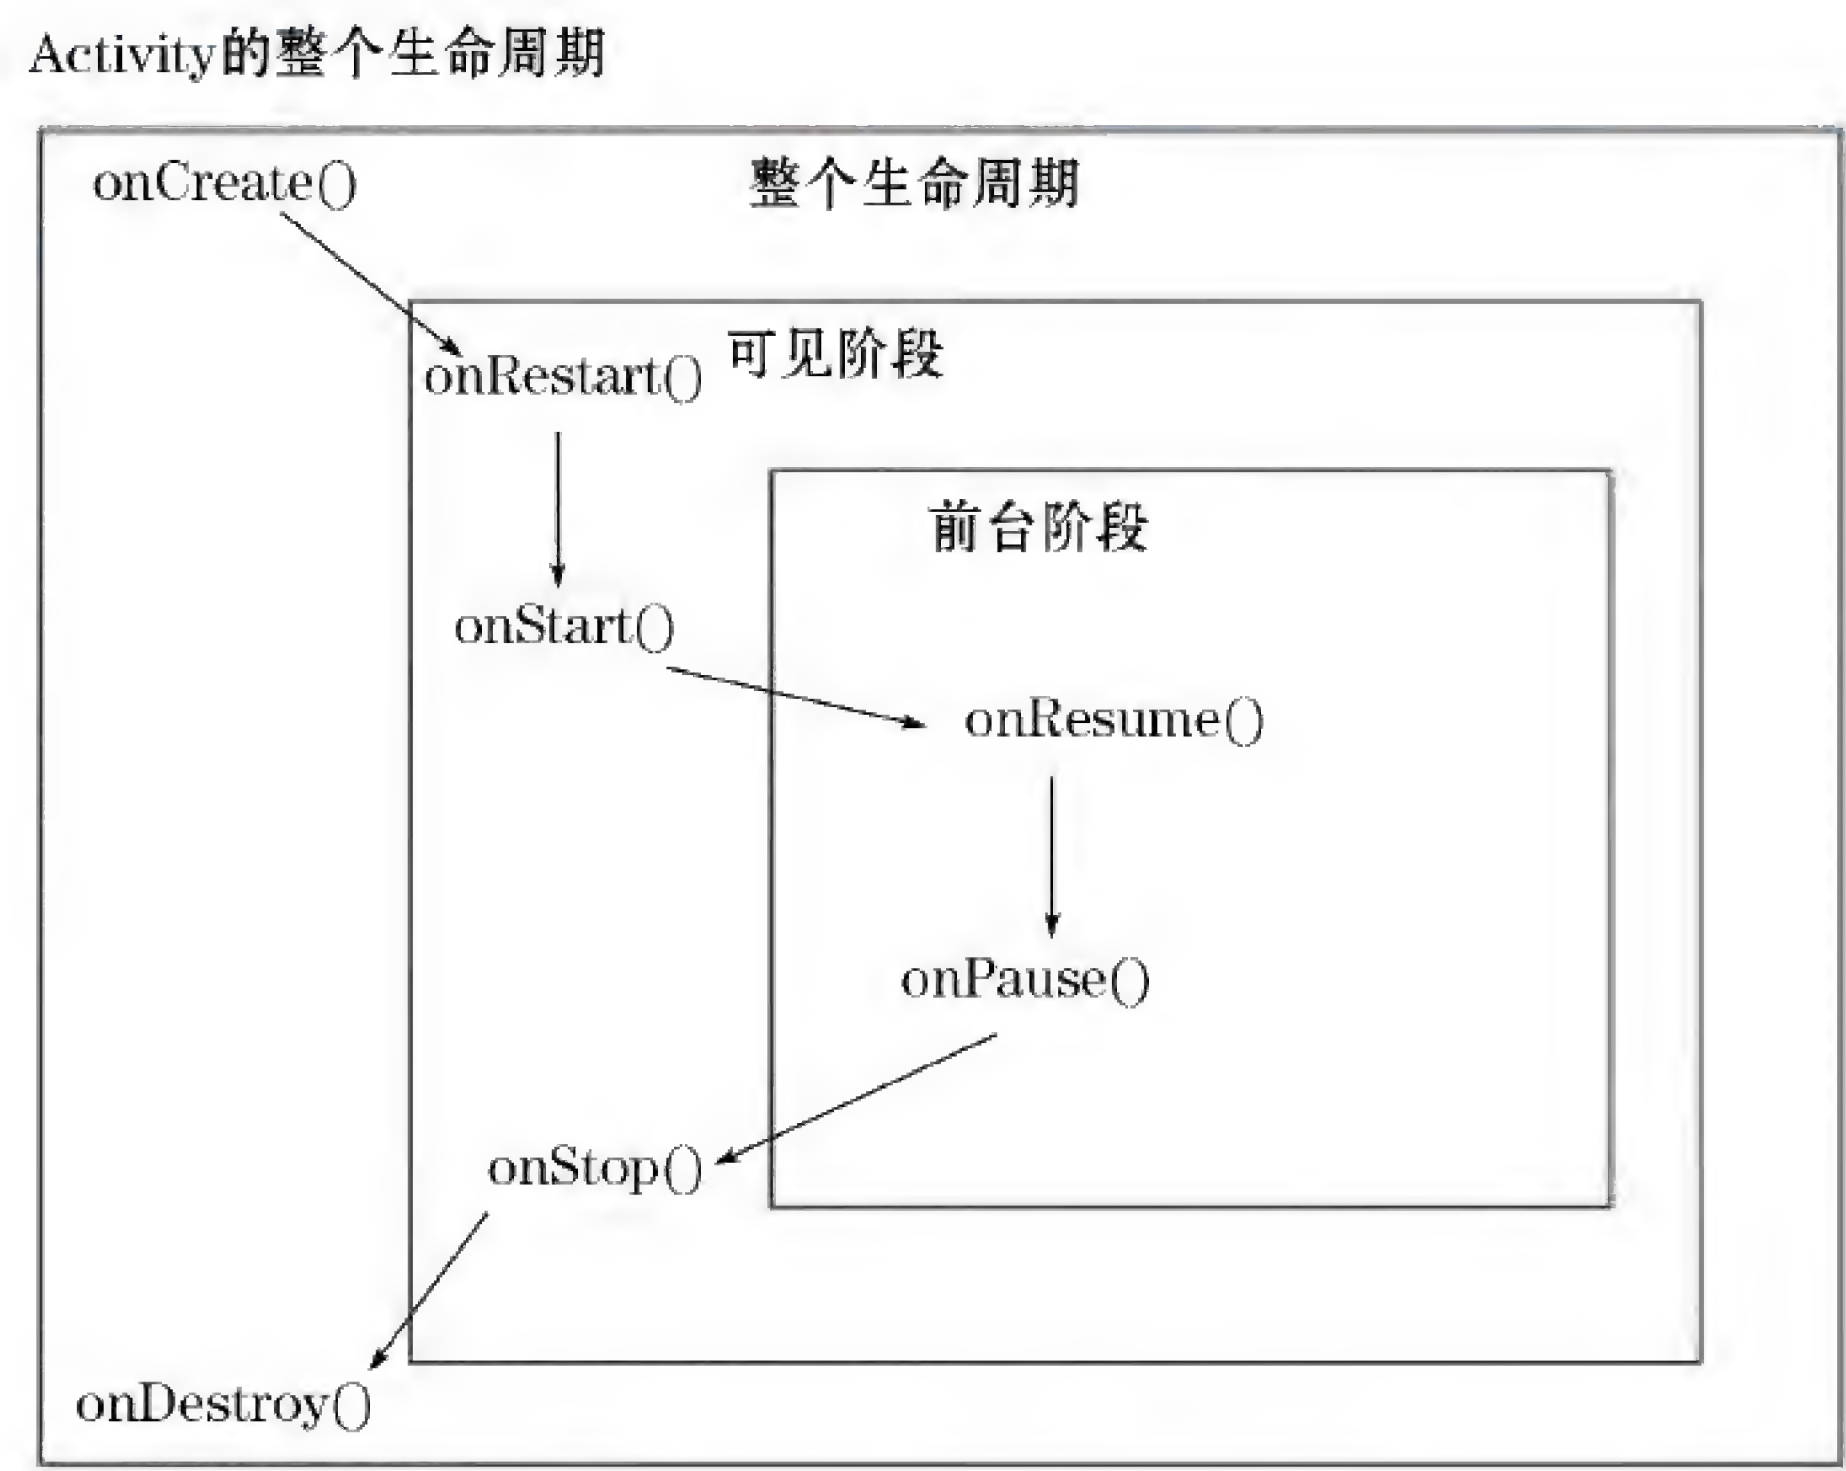 Activity的整个生命周期
onCreate()
整个生命周期
onRestart()
可见阶段
前台阶段
onStart()
onResume()
onPause()
onStop()
onDestroy()